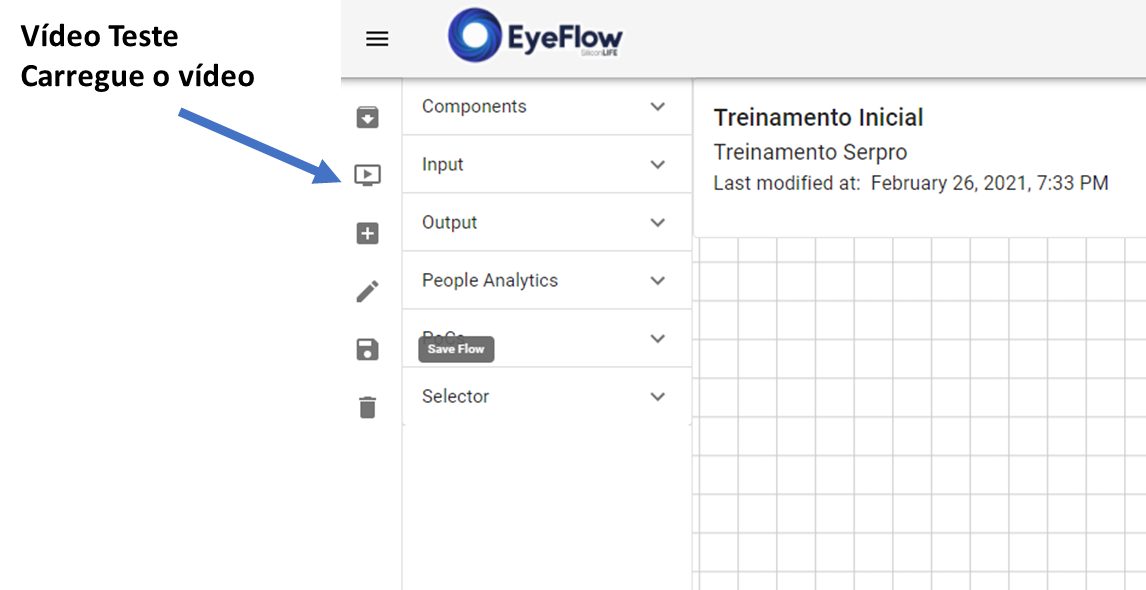 Vídeo Teste
Carregue o vídeo
EyeFlow
SiliconLIFE
Components
Input
Output
People Analytics
PoCs
Save Flow
Selector
Treinamento Inicial
Treinamento Serpro
Last modified at: February 26, 2021, 7:33 PM